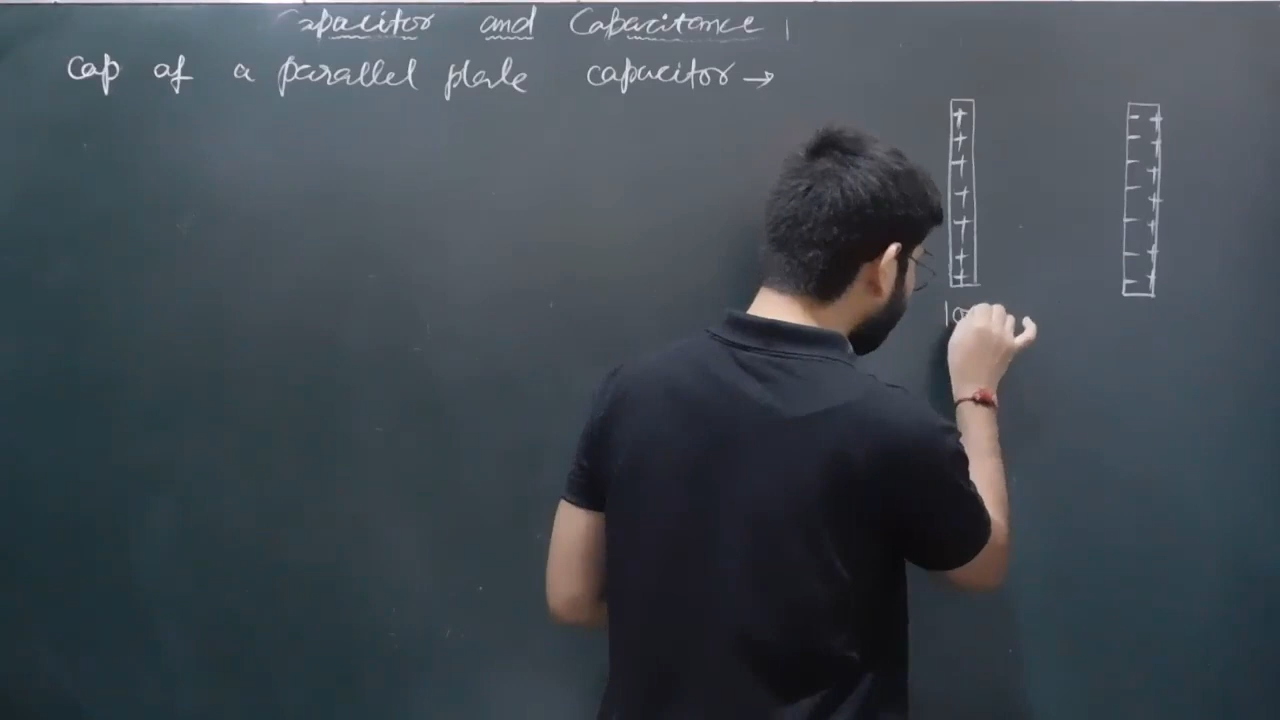 Capacitor and Capacitance
Cap of a parallel plate capacitor →
+ + + + + + +
- - - - - - -
+ + + + + + +